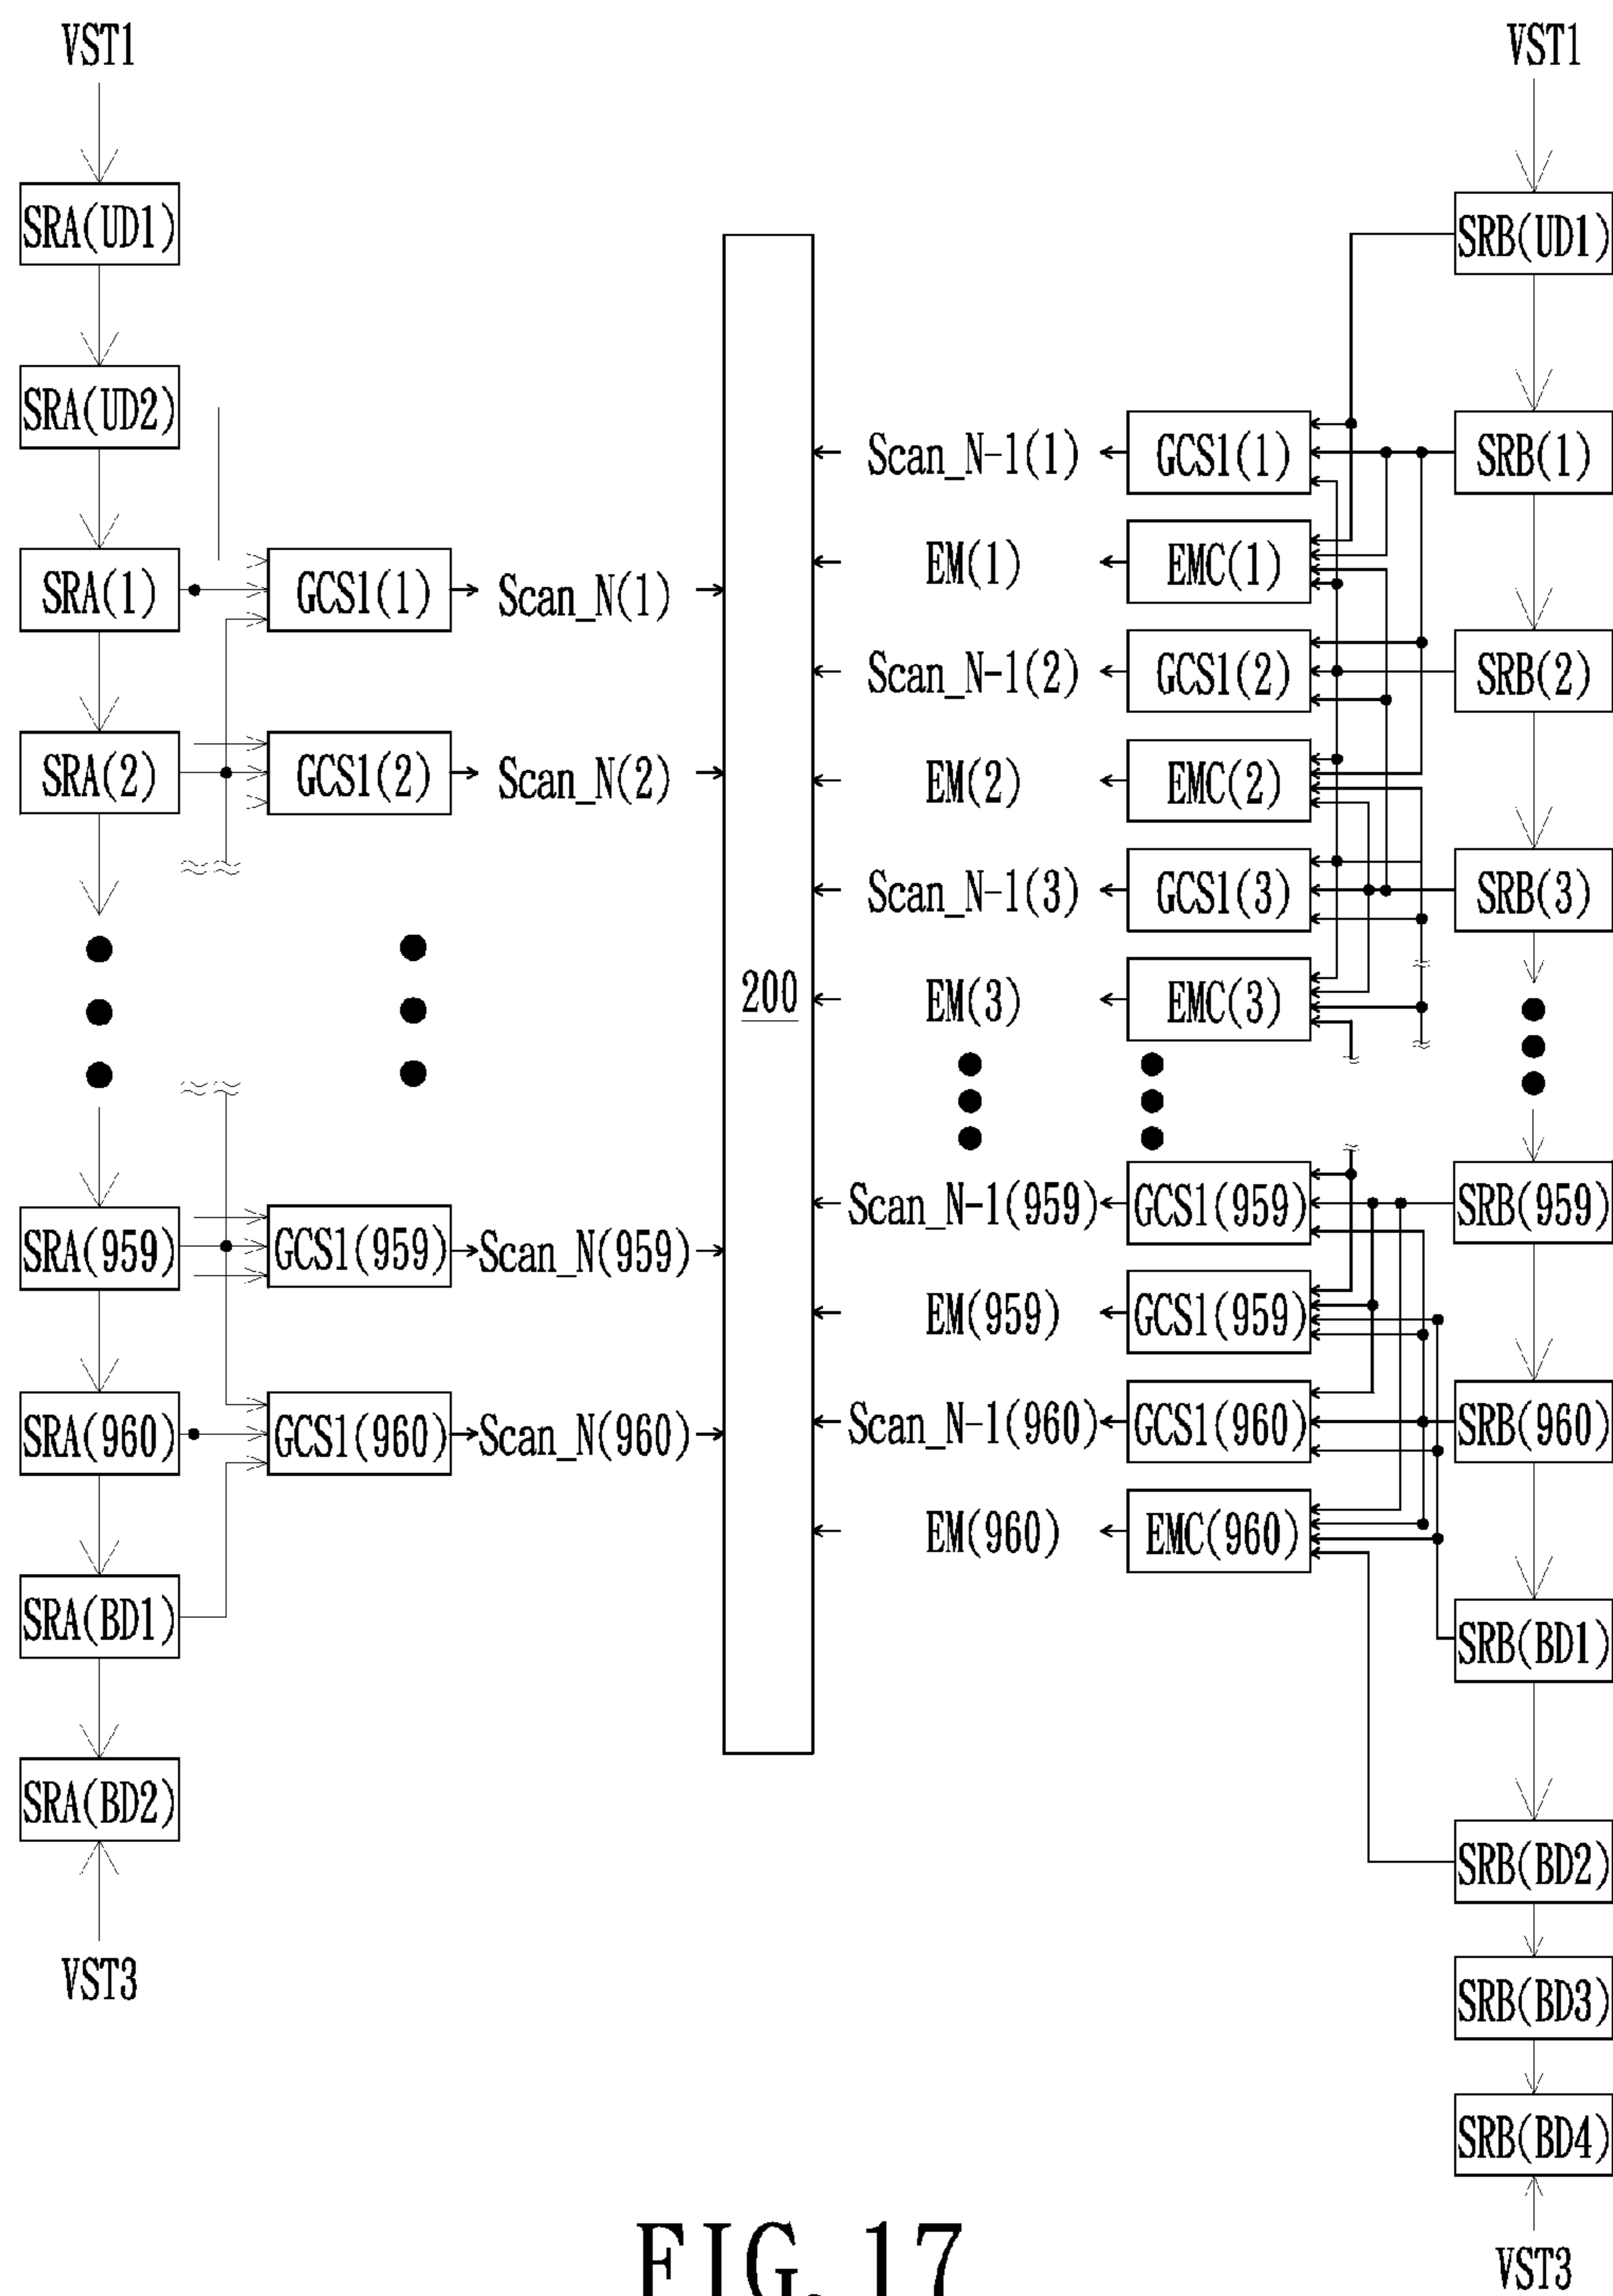 VST1
SRA(UD1)
SRA(UD2)
SRA(1)
GCS1(1)
Scan_N(1)
SRA(2)
GCS1(2)
Scan_N(2)
SRA(959)
GCS1(959)
Scan_N(959)
SRA(960)
GCS1(960)
Scan_N(960)
SRA(BD1)
SRA(BD2)
VST3
200
Scan_N-1(1)
GCS1(1)
EM(1)
EMC(1)
Scan_N-1(2)
GCS1(2)
EM(2)
EMC(2)
Scan_N-1(3)
GCS1(3)
EM(3)
EMC(3)
Scan_N-1(959)
GCS1(959)
EM(959)
GCS1(959)
Scan_N-1(960)
GCS1(960)
EM(960)
EMC(960)
VST1
SRB(UD1)
SRB(1)
SRB(2)
SRB(3)
SRB(959)
SRB(960)
SRB(BD1)
SRB(BD2)
SRB(BD3)
SRB(BD4)
VST3
FIG. 17